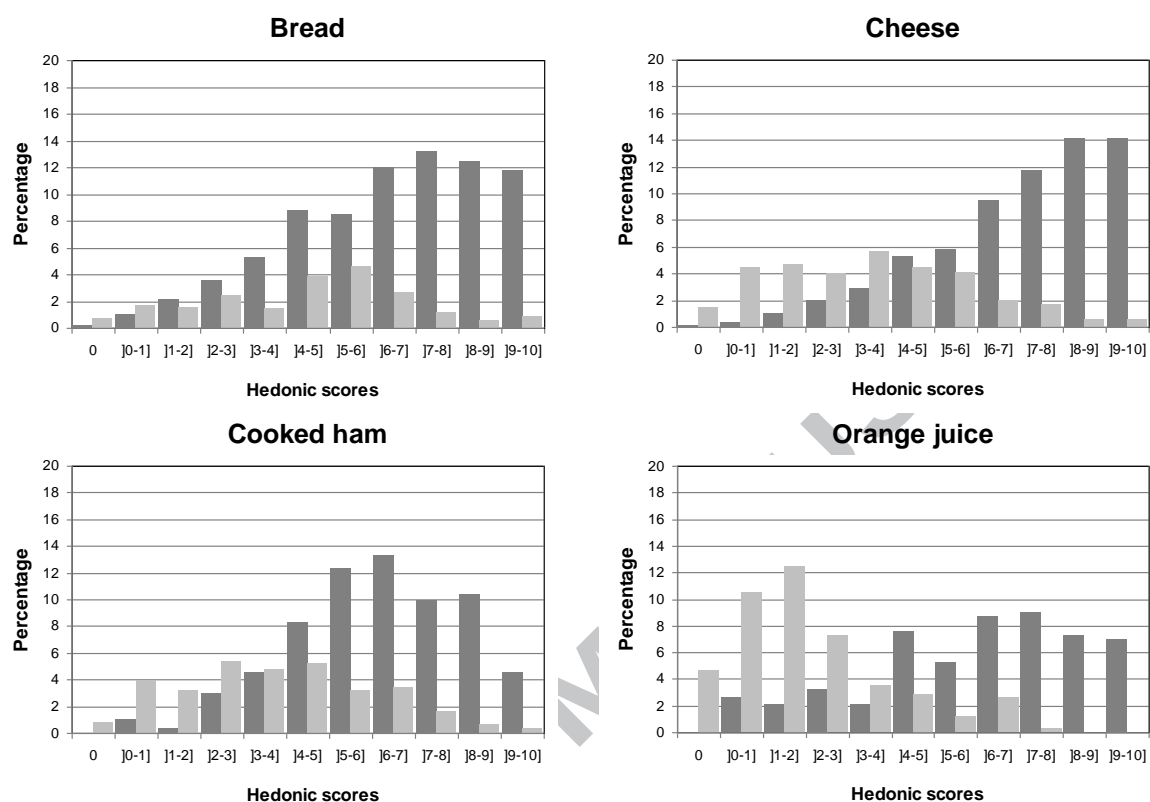 Bread
20
18
16
14
12
10
8
6
4
2
0
Percentage
0 ]0-1] ]1-2] ]2-3] ]3-4] ]4-5] ]5-6] ]6-7] ]7-8] ]8-9] ]9-10]
Hedonic scores
Cheese
20
18
16
14
12
10
8
6
4
2
0
Percentage
0 ]0-1] ]1-2] ]2-3] ]3-4] ]4-5] ]5-6] ]6-7] ]7-8] ]8-9] ]9-10]
Hedonic scores
Cooked ham
20
18
16
14
12
10
8
6
4
2
0
Percentage
0 ]0-1] ]1-2] ]2-3] ]3-4] ]4-5] ]5-6] ]6-7] ]7-8] ]8-9] ]9-10]
Hedonic scores
Orange juice
20
18
16
14
12
10
8
6
4
2
0
Percentage
0 ]0-1] ]1-2] ]2-3] ]3-4] ]4-5] ]5-6] ]6-7] ]7-8] ]8-9] ]9-10]
Hedonic scores